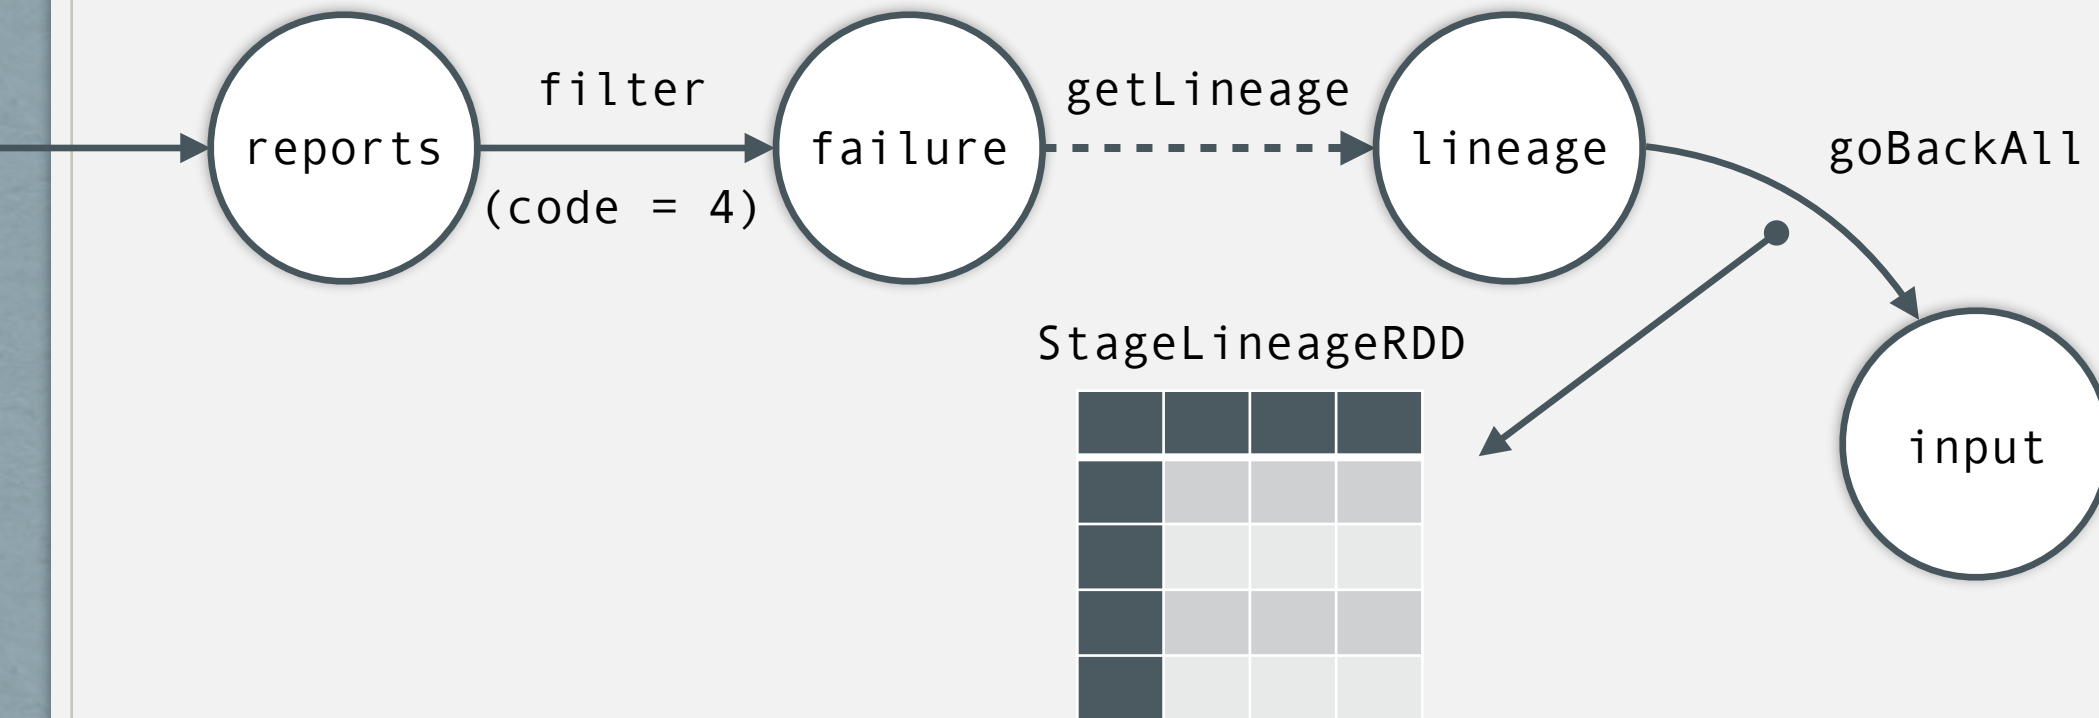 reports
filter
(code = 4)
failure
getLineage
lineage
goBackAll
StageLineageRDD
input